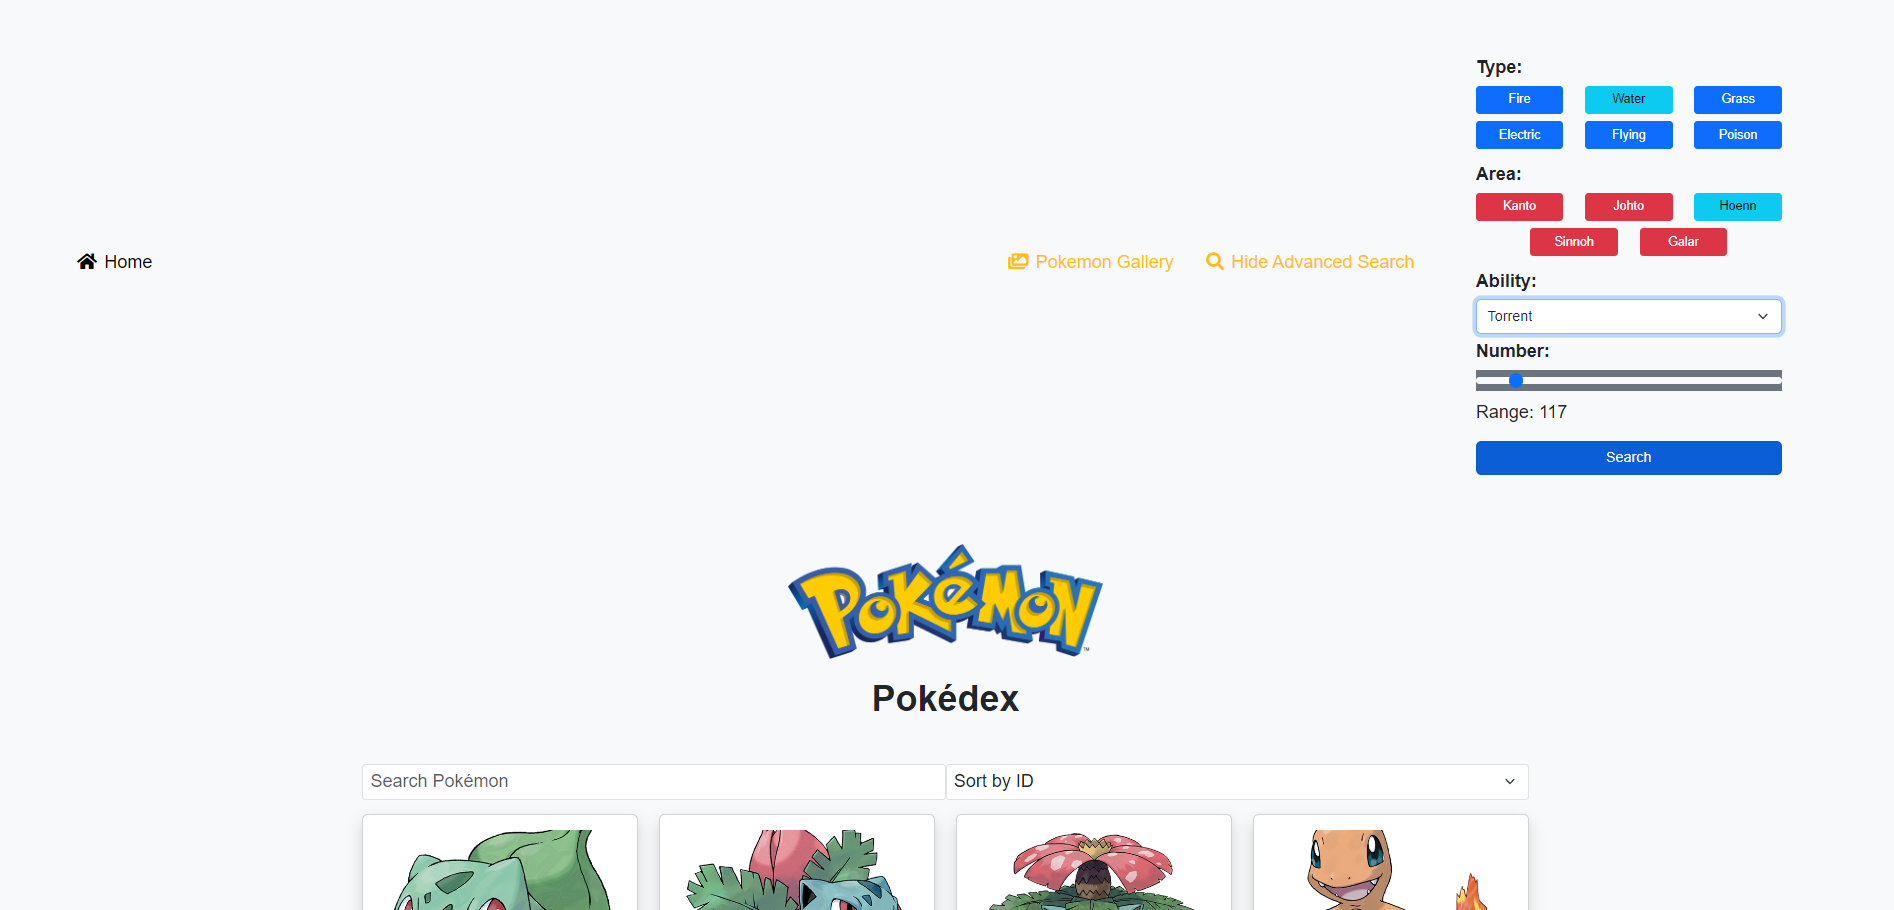 Type:
Fire Water Grass
Electric Flying Poison
Area:
Kanto Johto Hoenn
Sinnoh Galar
Home Pokemon Gallery Hide Advanced Search
Ability:
Torrent
Number:
Range: 117
Search
POKéMON
TM
Pokédex
Search Pokémon Sort by ID